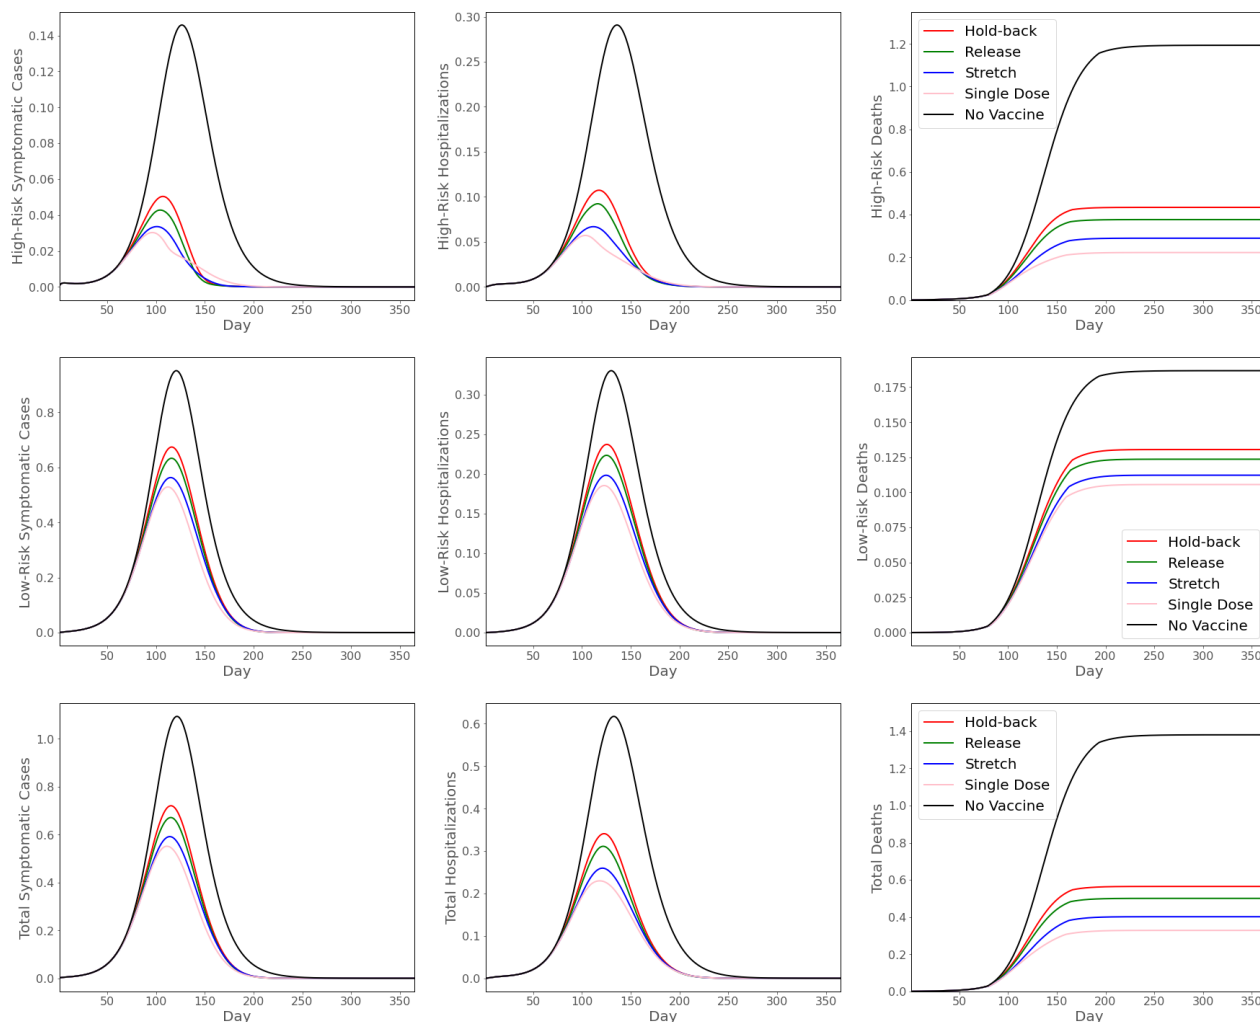 High-Risk Symptomatic Cases
0.14
0.12
0.10
0.08
0.06
0.04
0.02
0.00
50 100 150 200 250 300 350
Day
High-Risk Hospitalizations
0.30
0.25
0.20
0.15
0.10
0.05
0.00
50 100 150 200 250 300 350
Day
High-Risk Deaths
1.2
1.0
0.8
0.6
0.4
0.2
0.0
50 100 150 200 250 300 350
Day
Hold-back
Release
Stretch
Single Dose
No Vaccine
Low-Risk Symptomatic Cases
0.8
0.6
0.4
0.2
0.0
50 100 150 200 250 300 350
Day
Low-Risk Hospitalizations
0.30
0.25
0.20
0.15
0.10
0.05
0.00
50 100 150 200 250 300 350
Day
Low-Risk Deaths
0.175
0.150
0.125
0.100
0.075
0.050
0.025
0.000
50 100 150 200 250 300 350
Day
Hold-back
Release
Stretch
Single Dose
No Vaccine
Total Symptomatic Cases
1.0
0.8
0.6
0.4
0.2
0.0
50 100 150 200 250 300 350
Day
Total Hospitalizations
0.6
0.5
0.4
0.3
0.2
0.1
0.0
50 100 150 200 250 300 350
Day
Total Deaths
1.4
1.2
1.0
0.8
0.6
0.4
0.2
0.0
50 100 150 200 250 300 350
Day
Hold-back
Release
Stretch
Single Dose
No Vaccine